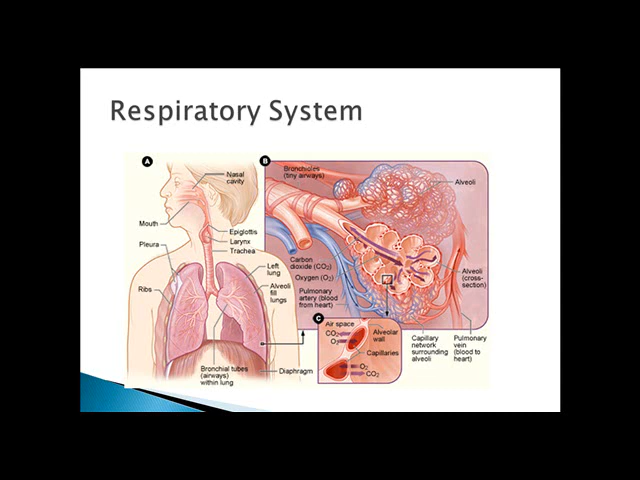 Respiratory System
A
Nasal
cavity
Mouth
Epiglottis
Larynx
Trachea
Pleura
Left
lung
Ribs
Alveoli
fill
lungs
Bronchial tubes
(airways)
within lung
Diaphragm
B
Bronchioles
(tiny airways)
Alveoli
Carbon
dioxide (CO2)
Oxygen (O2)
Pulmonary
artery (blood
from heart)
Alveoli
(cross-
section)
Capillary
network
surrounding
alveoli
Pulmonary
vein
(blood to
heart)
C
Air space
CO2
O2
Alveolar
wall
Capillaries
O2
CO2